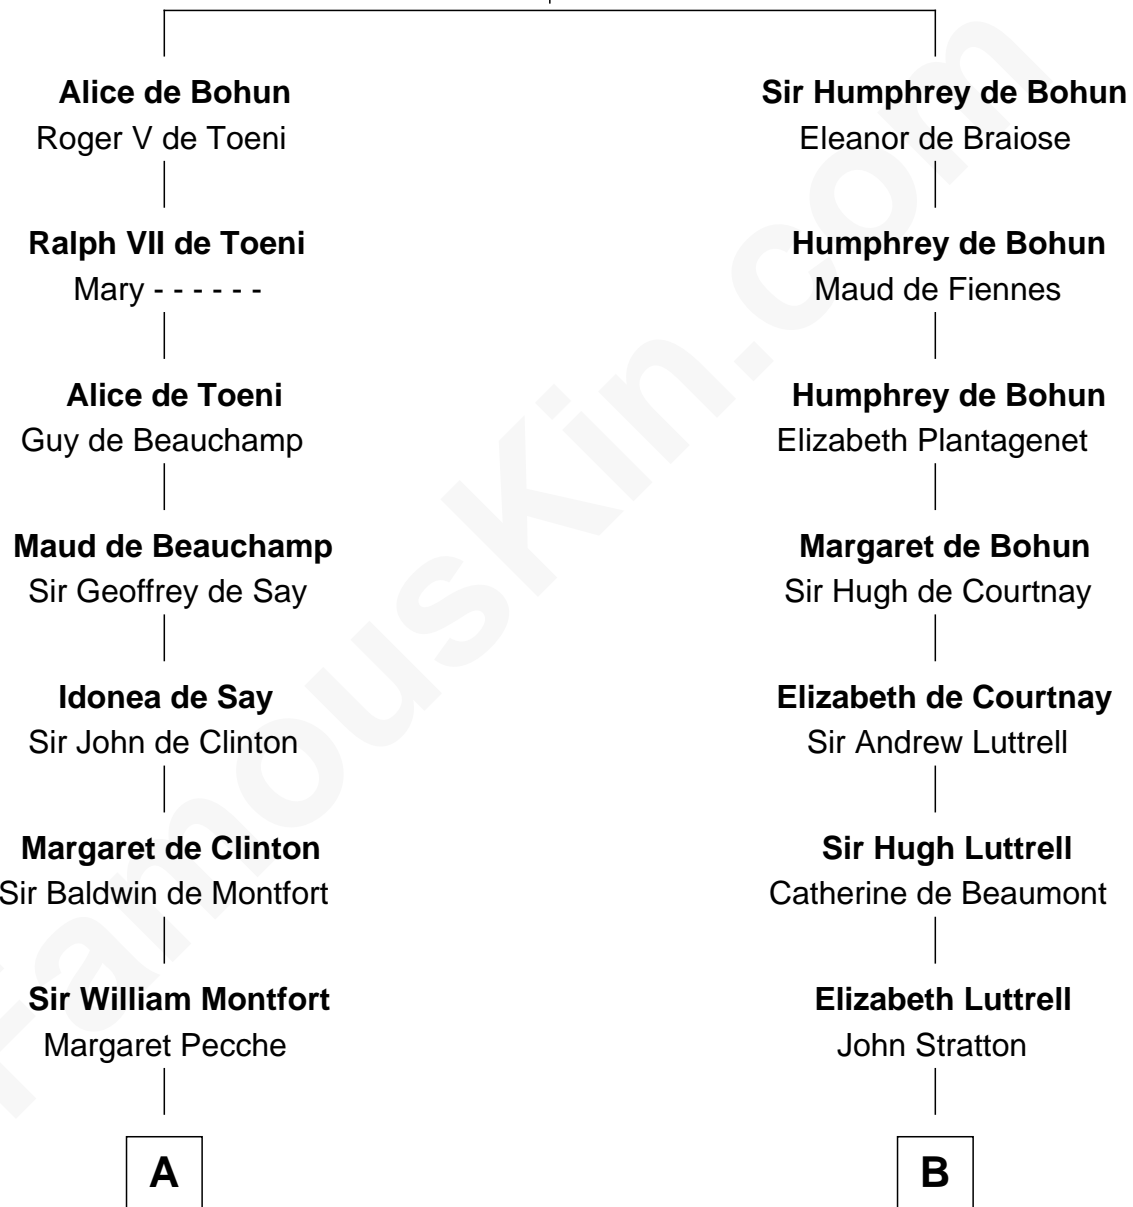 Alice de Bohun
Roger V de Toeni
Ralph VII de Toeni
Mary - - - - - -
Alice de Toeni
Guy de Beauchamp
Maud de Beauchamp
Sir Geoffrey de Say
Idonea de Say
Sir John de Clinton
Margaret de Clinton
Sir Baldwin de Montfort
Sir William Montfort
Margaret Pecche
A
Sir Humphrey de Bohun
Eleanor de Braiose
Humphrey de Bohun
Maud de Fiennes
Humphrey de Bohun
Elizabeth Plantagenet
Margaret de Bohun
Sir Hugh de Courtnay
Elizabeth de Courtnay
Sir Andrew Luttrell
Sir Hugh Luttrell
Catherine de Beaumont
Elizabeth Luttrell
John Stratton
B
FamousKin.com